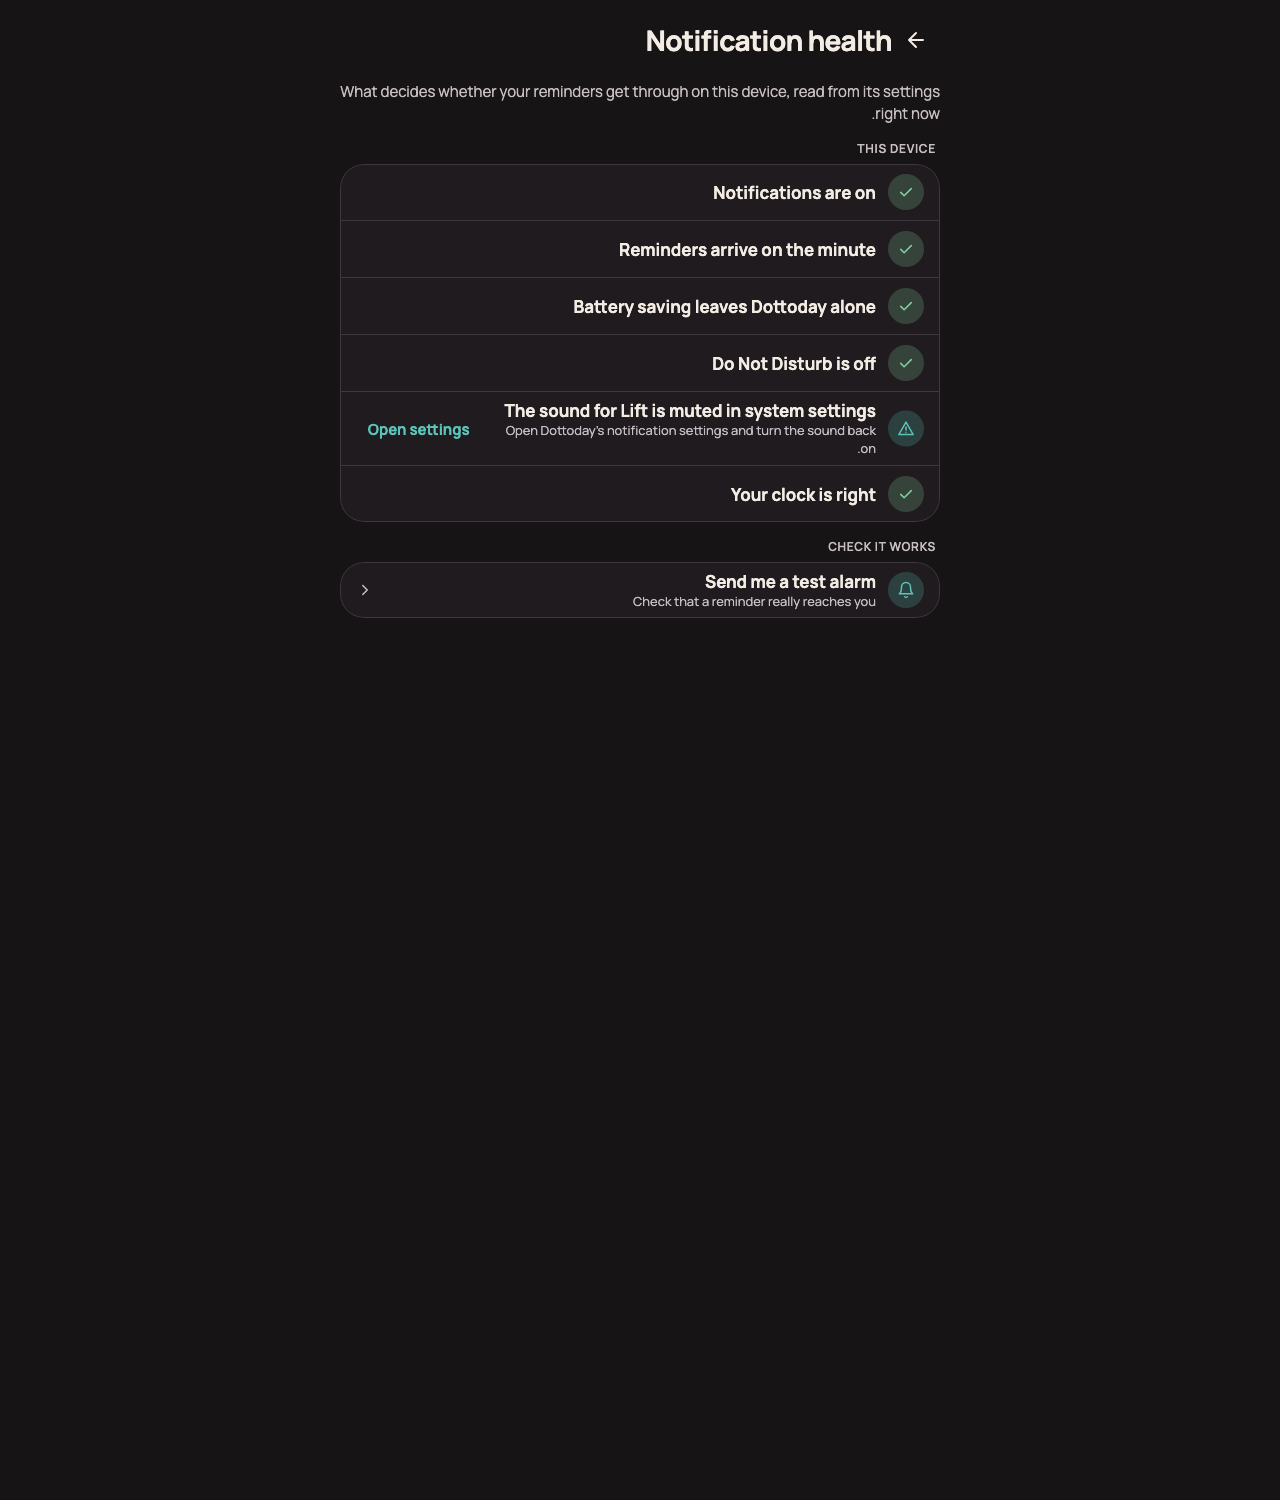 Notification health
What decides whether your reminders get through on this device, read from its settings
.right now
THIS DEVICE
Notifications are on
Reminders arrive on the minute
Battery saving leaves Dottoday alone
Do Not Disturb is off
The sound for Lift is muted in system settings
Open Dottoday's notification settings and turn the sound back
.on
Open settings
Your clock is right
CHECK IT WORKS
Send me a test alarm
Check that a reminder really reaches you